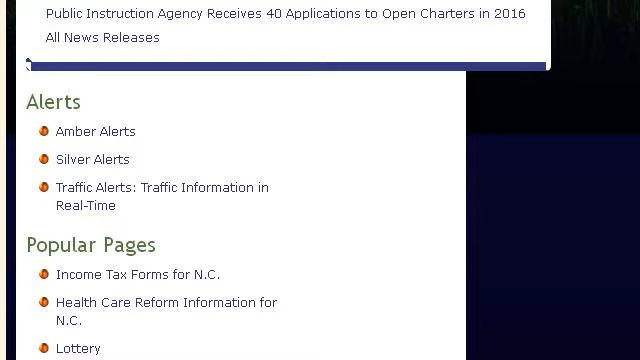 Public Instruction Agency Receives 40 Applications to Open Charters in 2016
All News Releases
Alerts
Amber Alerts
Silver Alerts
Traffic Alerts: Traffic Information in
Real-Time
Popular Pages
Income Tax Forms for N.C.
Health Care Reform Information for
N.C.
Lottery